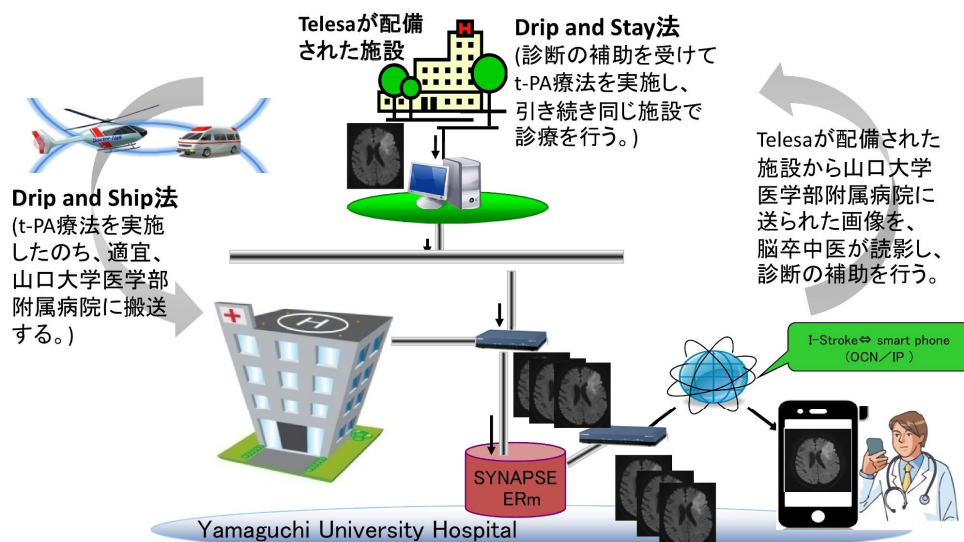 Telesaが配備
された施設
Drip and Stay法
(診断の補助を受けて
t-PA療法を実施し、
引き続き同じ施設で
診療を行う。)
Drip and Ship法
(t-PA療法を実施
したのち、適宜、
山口大学医学部
附属病院に搬送
する。)
Telesaが配備された
施設から山口大学
医学部附属病院に
送られた画像を、
脳卒中医が読影し、
診断の補助を行う。
H
H
I-Stroke⇔ smart phone
(OCN/IP )
SYNAPSE
ERm
Yamaguchi University Hospital